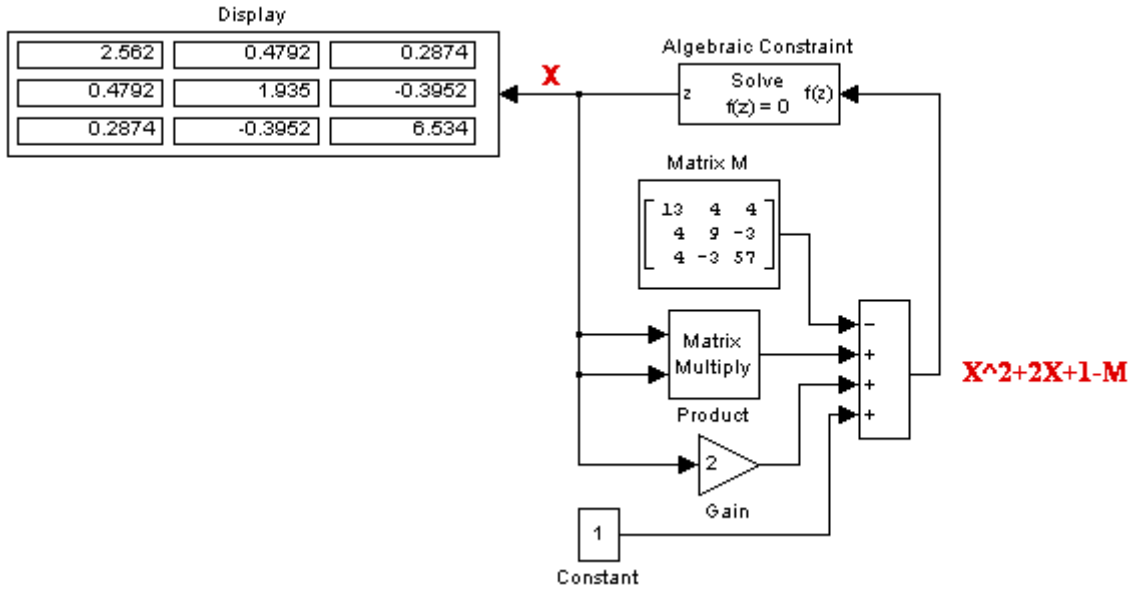 Display
2.562 0.4792 0.2874
0.4792 1.935 -0.3952
0.2874 -0.3952 6.534
X
Algebraic Constraint
z Solve f(z) = 0 f(z)
Matrix M
13 4 4
4 9 -3
4 -3 57
Matrix
Multiply
Product
−
+
+
+
X^2+2X+1-M
2
Gain
1
Constant